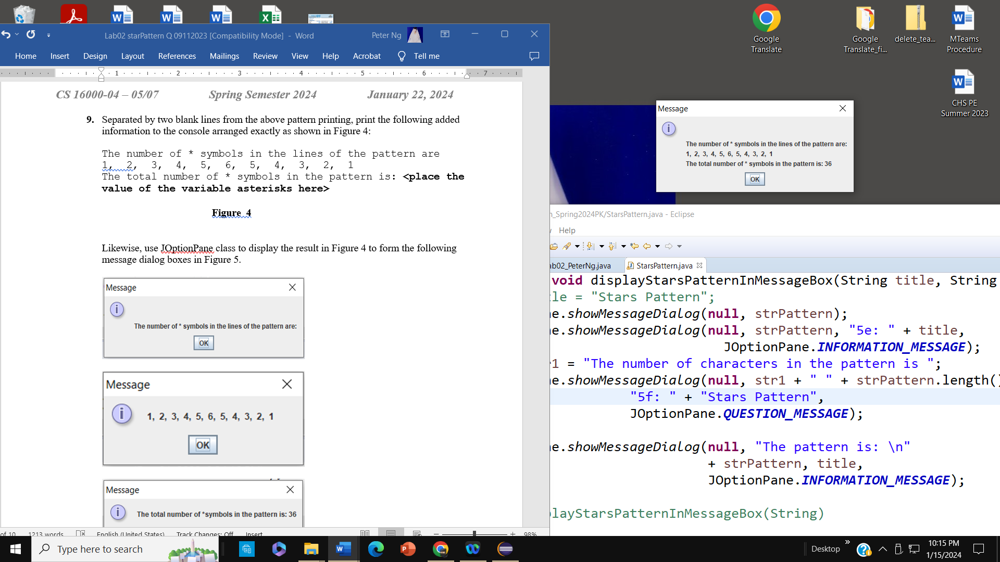 Google
Translate
Google
Translate_fi...
delete_tea...
MTeams
Procedure
CHS PE
Summer 2023
Lab02 starPattern Q 09112023 [Compatibility Mode] - Word
Peter Ng
Home Insert Design Layout References Mailings Review View Help Acrobat Tell me
1 2 3 4 5 6 7
CS 16000-04 – 05/07 Spring Semester 2024 January 22, 2024
9. Separated by two blank lines from the above pattern printing, print the following added
information to the console arranged exactly as shown in Figure 4:
The number of * symbols in the lines of the pattern are
1, 2, 3, 4, 5, 6, 5, 4, 3, 2, 1
The total number of * symbols in the pattern is: <place the
value of the variable asterisks here>
Figure 4
Likewise, use JOptionPane class to display the result in Figure 4 to form the following
message dialog boxes in Figure 5.
Message
The number of * symbols in the lines of the pattern are:
OK
Message
1, 2, 3, 4, 5, 6, 5, 4, 3, 2, 1
OK
Message
The total number of *symbols in the pattern is: 36
of 10 1213 words English (United States) Track Changes: Off Insert 98%
Message
The number of * symbols in the lines of the pattern are:
1, 2, 3, 4, 5, 6, 5, 4, 3, 2, 1
The total number of * symbols in the pattern is: 36
OK
_Spring2024PK/StarsPattern.java - Eclipse
Help
ab02_PeterNg.java StarsPattern.java
void displayStarsPatternInMessageBox(String title, String
le = "Stars Pattern";
e.showMessageDialog(null, strPattern);
e.showMessageDialog(null, strPattern, "5e: " + title,
JOptionPane.INFORMATION_MESSAGE);
1 = "The number of characters in the pattern is ";
e.showMessageDialog(null, str1 + " " + strPattern.length()
"5f: " + "Stars Pattern",
JOptionPane.QUESTION_MESSAGE);
e.showMessageDialog(null, "The pattern is: \n"
+ strPattern, title,
JOptionPane.INFORMATION_MESSAGE);
layStarsPatternInMessageBox(String)
Type here to search
Desktop
10:15 PM
1/15/2024